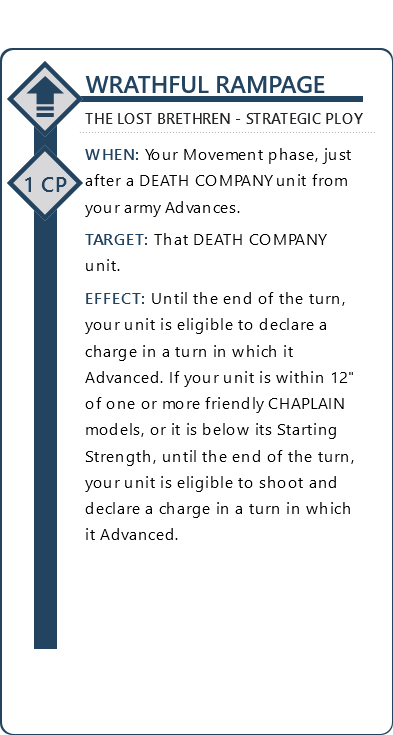 WRATHFUL RAMPAGE
THE LOST BRETHREN - STRATEGIC PLOY
1 CP
WHEN: Your Movement phase, just
after a DEATH COMPANY unit from
your army Advances.
TARGET: That DEATH COMPANY
unit.
EFFECT: Until the end of the turn,
your unit is eligible to declare a
charge in a turn in which it
Advanced. If your unit is within 12"
of one or more friendly CHAPLAIN
models, or it is below its Starting
Strength, until the end of the turn,
your unit is eligible to shoot and
declare a charge in a turn in which
it Advanced.